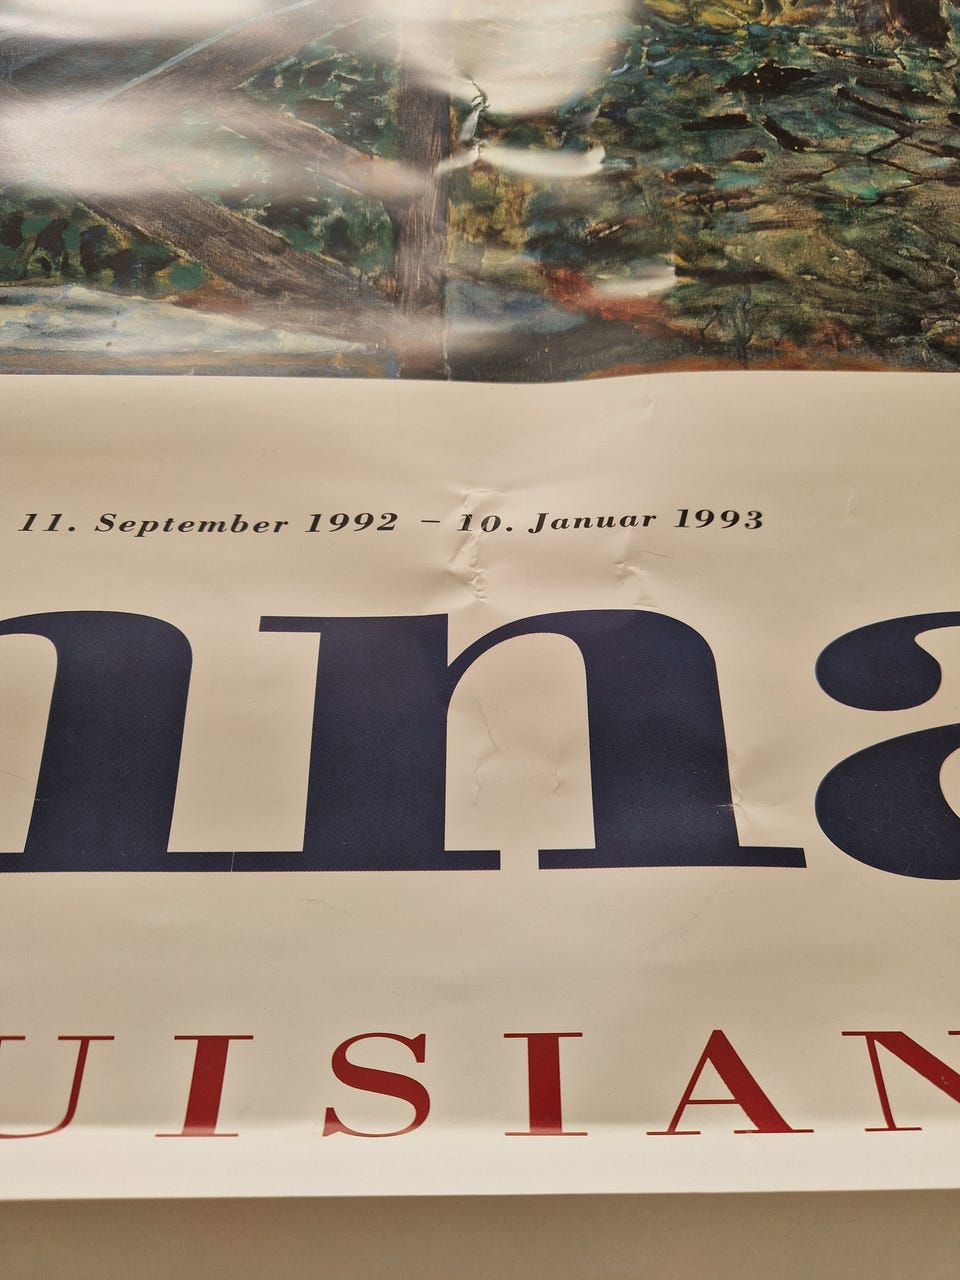 11. September 1992 – 10. Januar 1993
nna
UISIAN